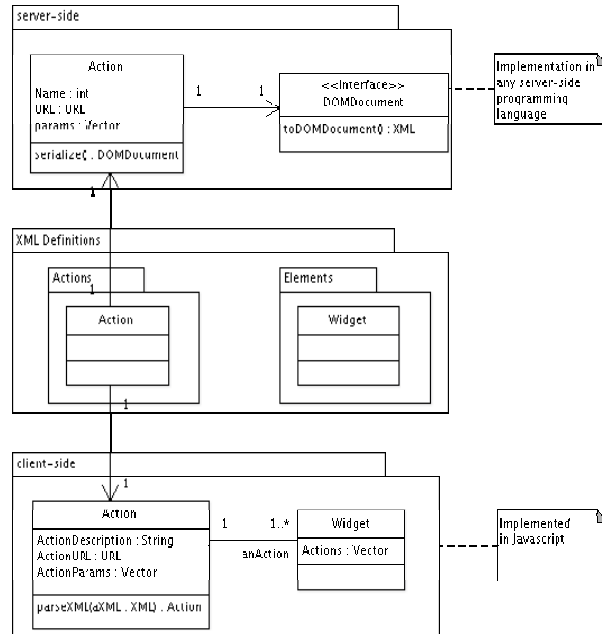 server-side
Action
Name : int
URL : URL
params : Vector
serialize() : DOMDocument
1
1
<<Interface>>
DOMDocument
toDOMDocument() : XML
Implementation in
any server-side
programming
language
1
XML Definitions
Actions
1
Action
1
Elements
Widget
client-side
1
Action
ActionDescription : String
ActionURL : URL
ActionParams : Vector
parseXML(aXML : XML) : Action
1
1..*
anAction
Widget
Actions : Vector
Implemented
in Javascript